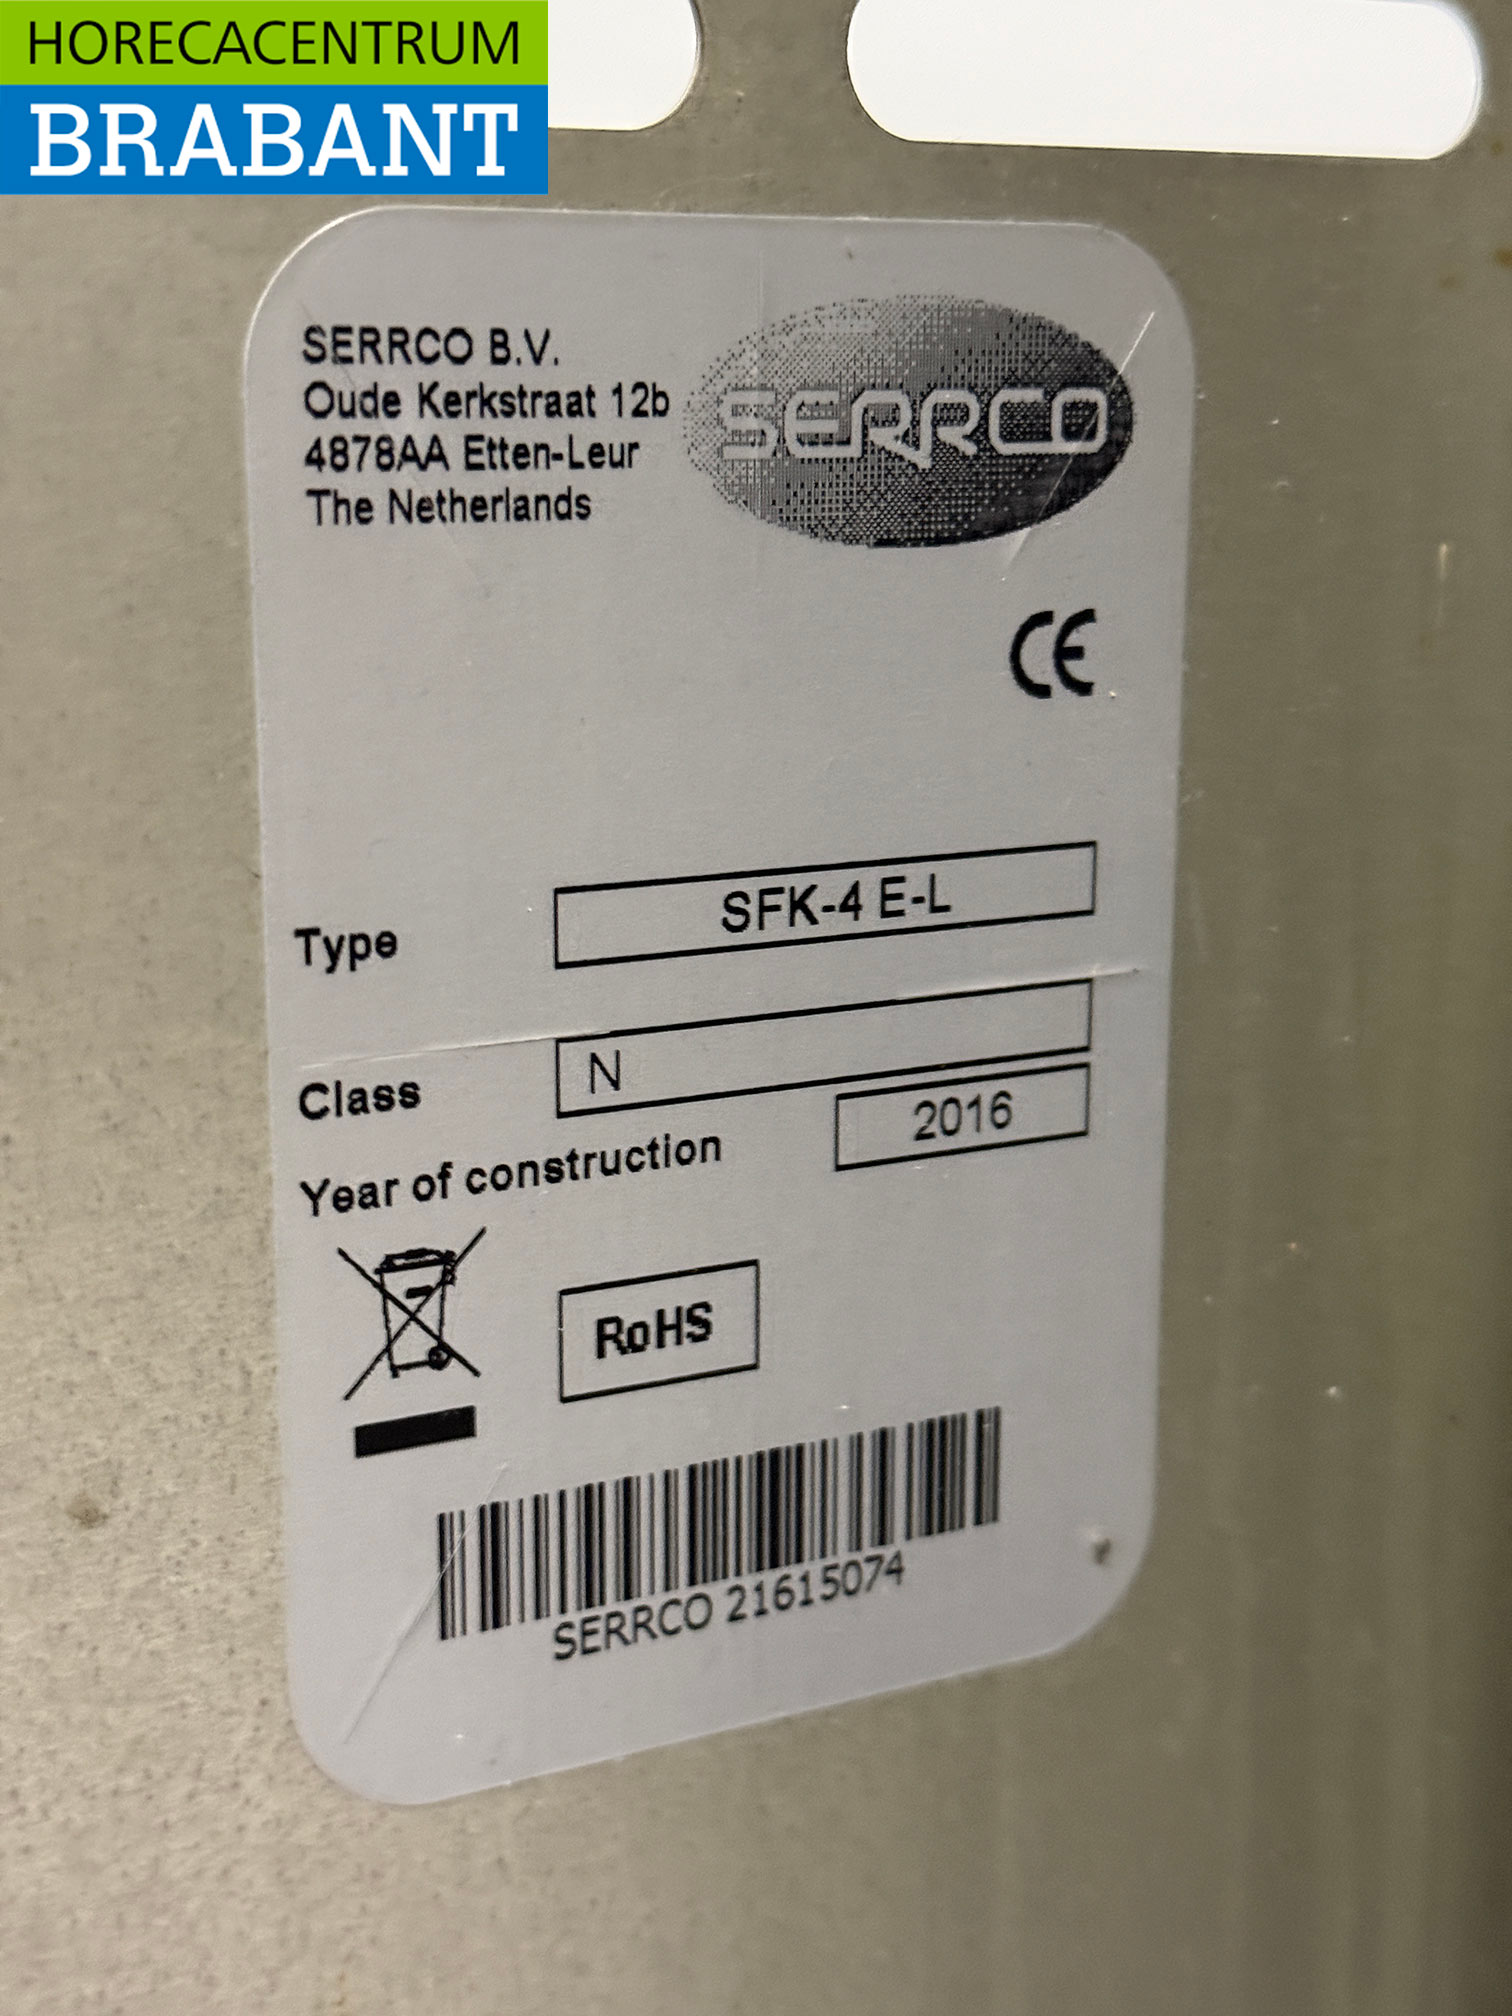 HORECACENTRUM
BRABANT
SERRCO B.V.
Oude Kerkstraat 12b
4878AA Etten-Leur
The Netherlands
SERRCO
CE
Type SFK-4 E-L
Class N
Year of construction 2016
RoHS
SERRCO 21615074